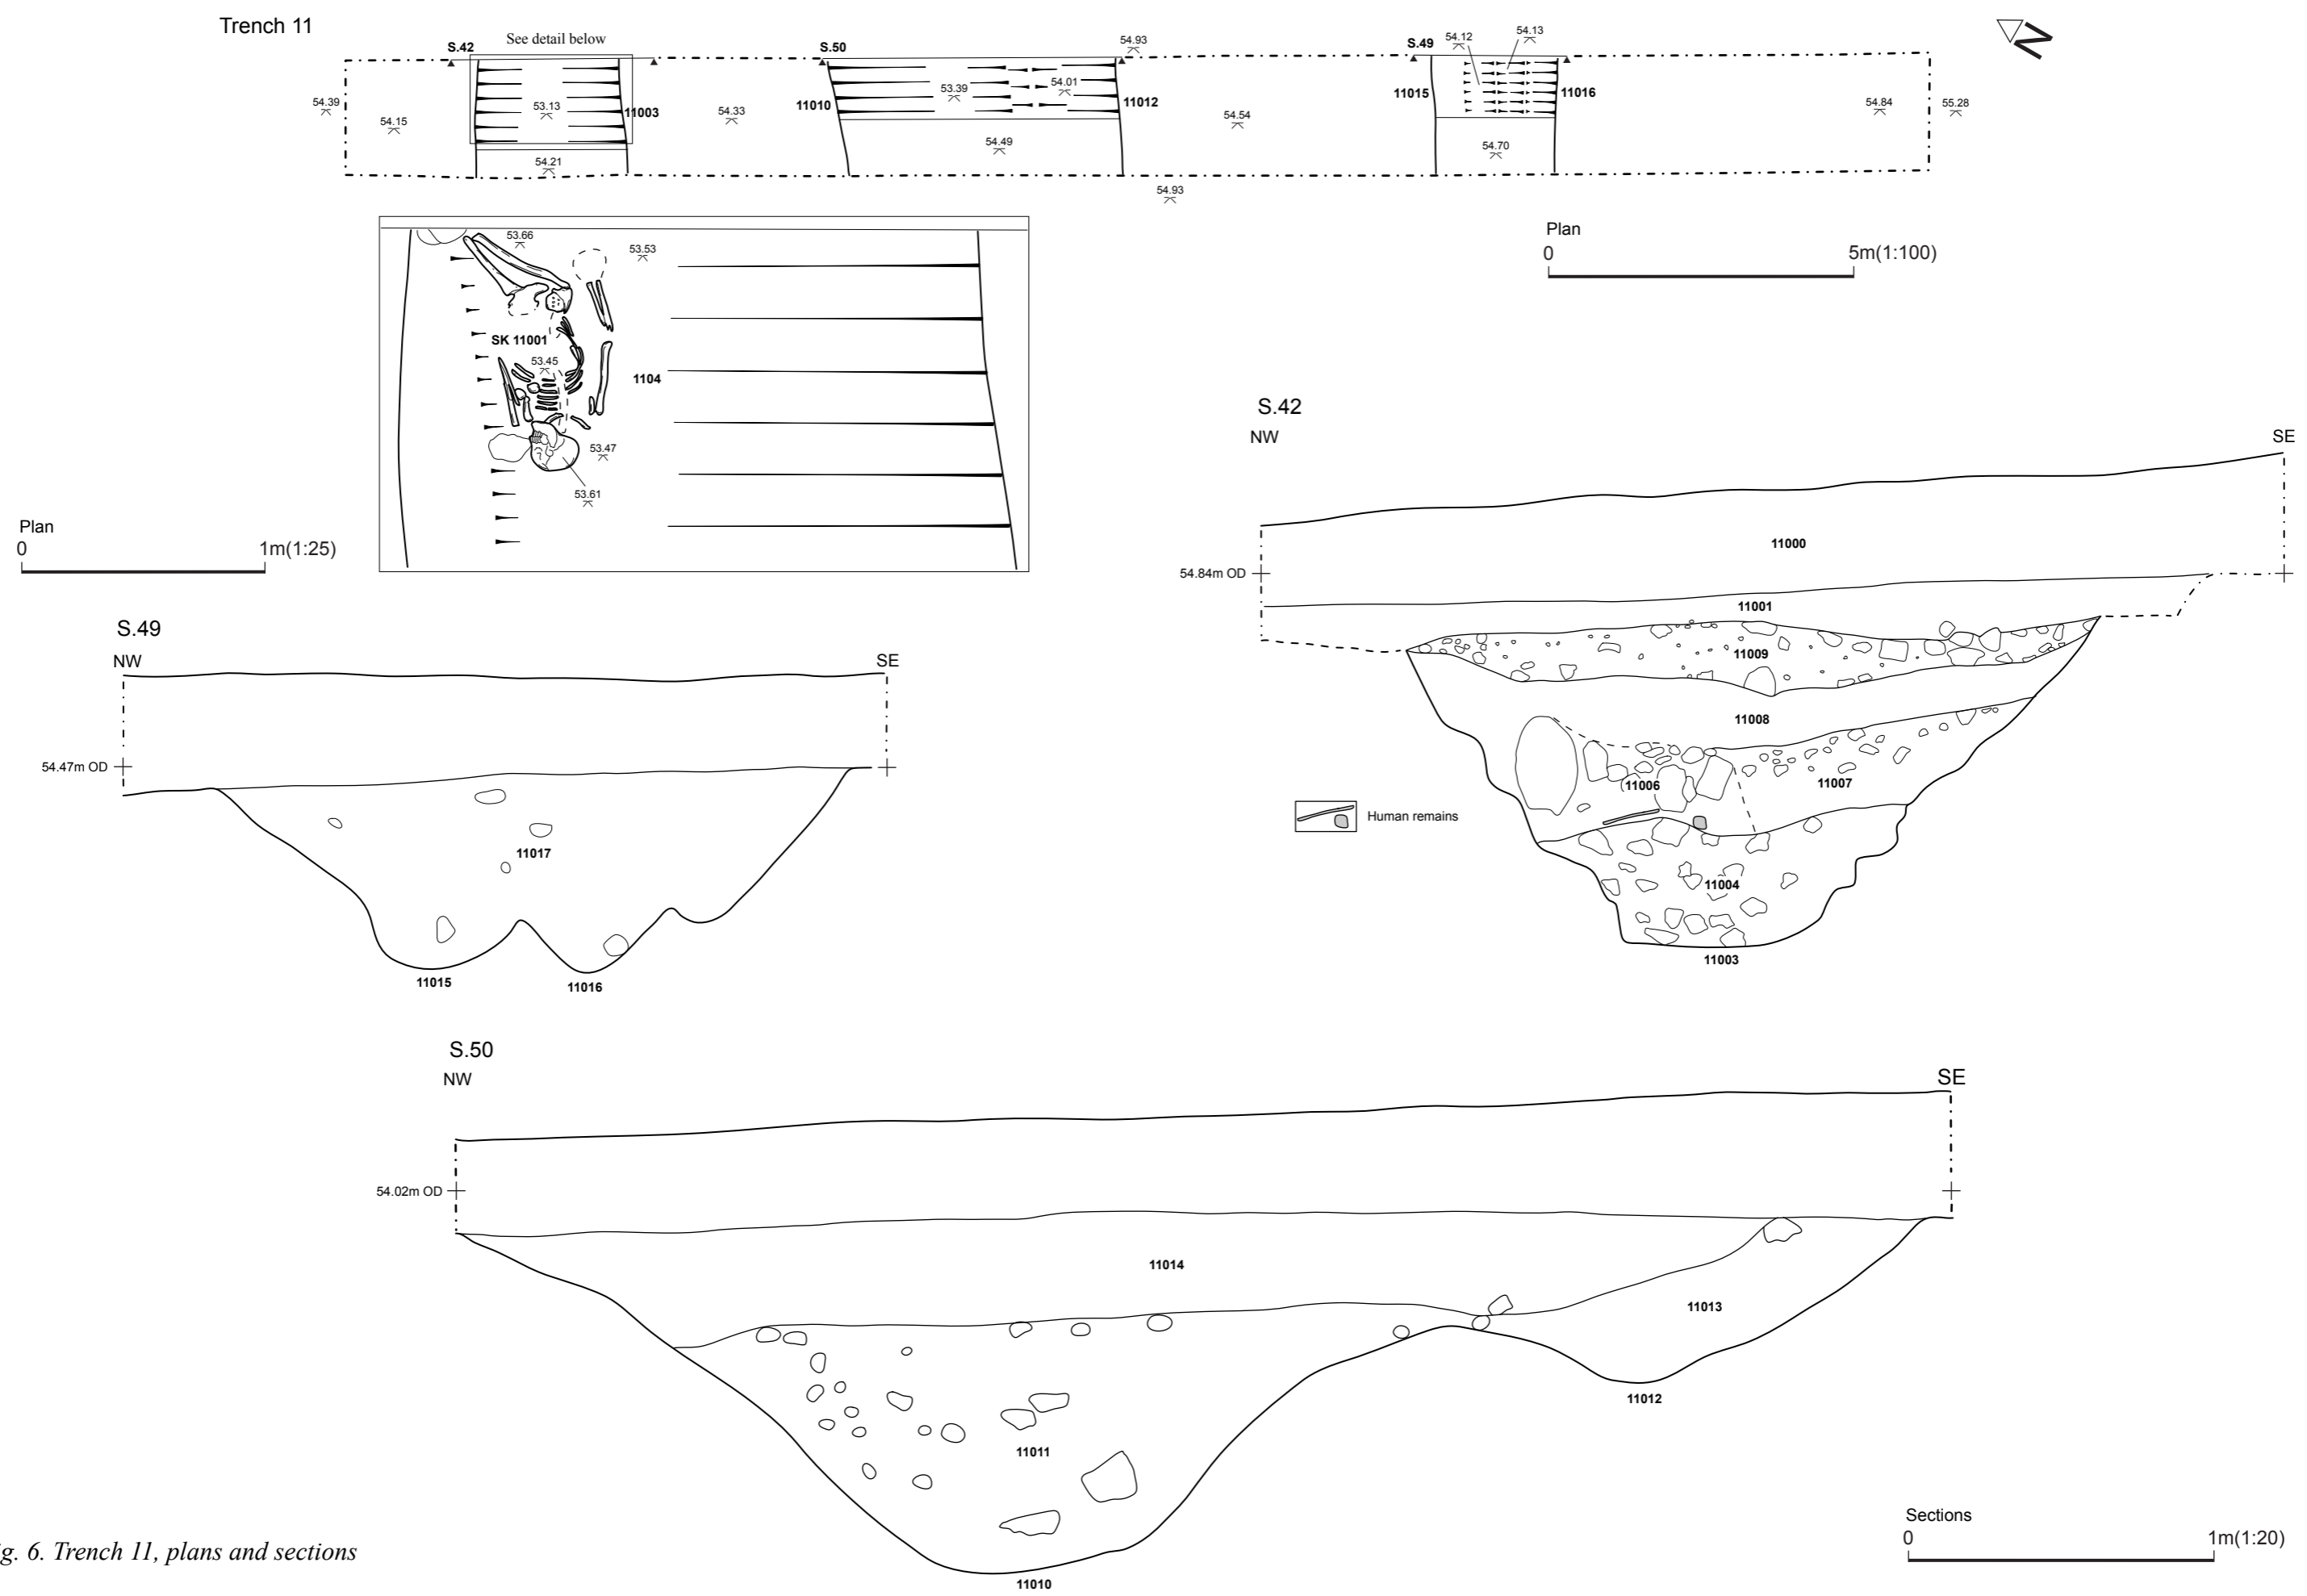 Trench 11
S.42
See detail below
S.50
54.93
S.49
54.12
54.13
N
54.39
54.15
53.13
11003
54.33
11010
53.39
54.01
11012
54.54
11015
11016
54.84
55.28
54.21
54.49
54.70
54.93
Plan
0 5m(1:100)
53.66
53.53
SK 11001
53.45
1104
53.47
53.61
Plan
0 1m(1:25)
S.42
NW
SE
11000
54.84m OD
11001
11009
11008
11006
11007
Human remains
11004
11003
S.49
NW
SE
54.47m OD
11017
11015
11016
S.50
NW
SE
54.02m OD
11014
11013
11012
11011
11010
Sections
0 1m(1:20)
g. 6. Trench 11, plans and sections